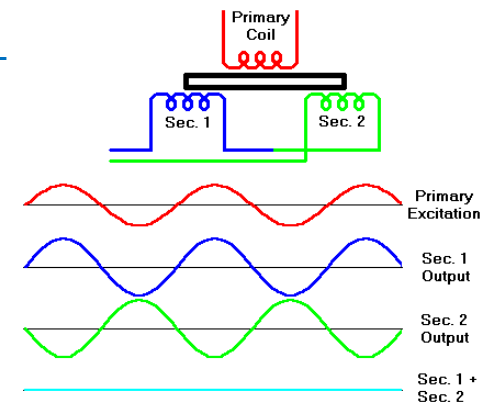 Primary
Coil
Sec. 1
Sec. 2
Primary
Excitation
Sec. 1
Output
Sec. 2
Output
Sec. 1 +
Sec. 2